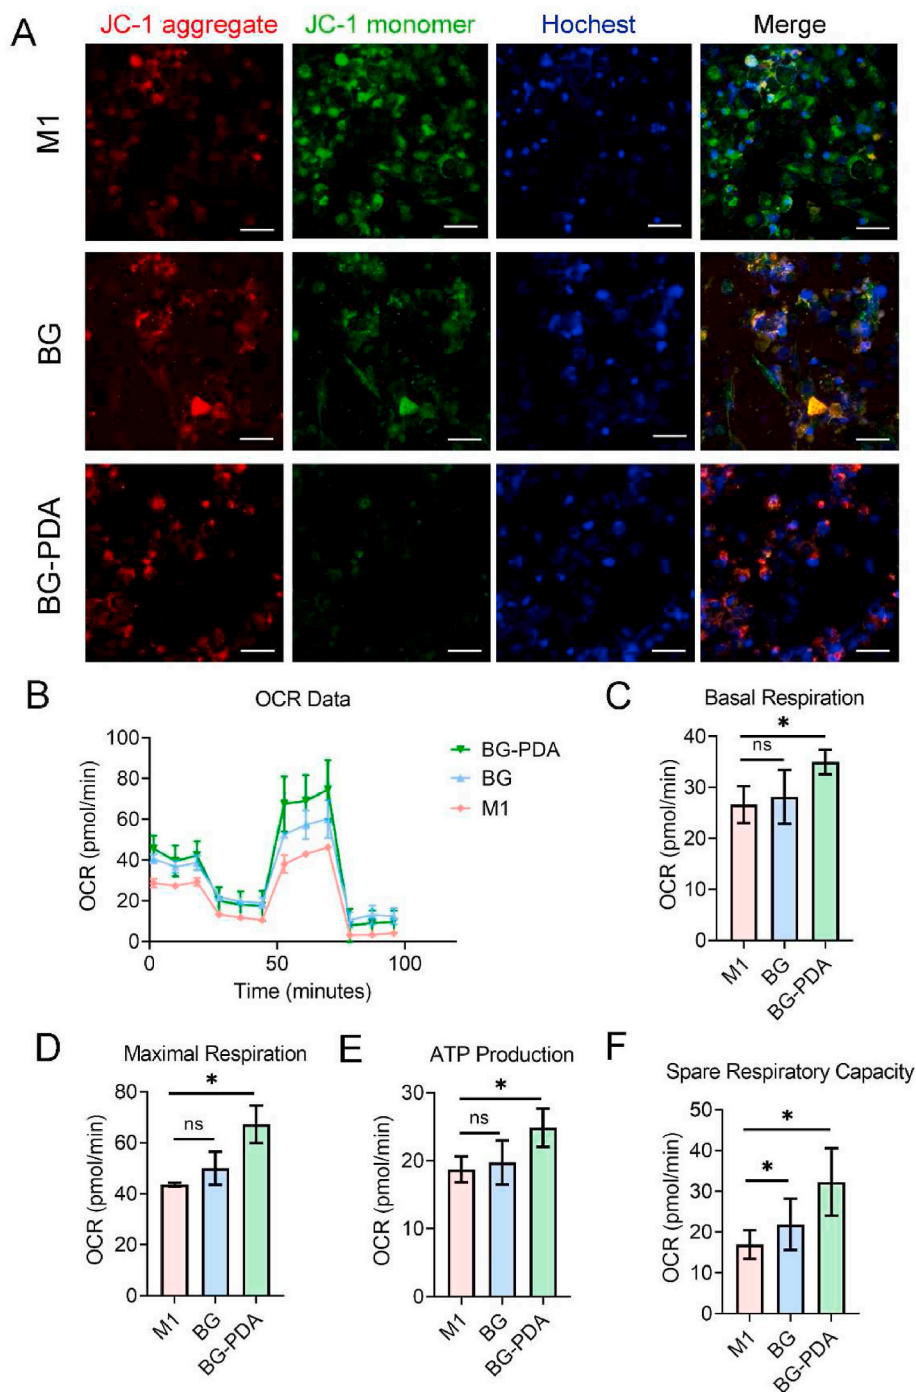 A
JC-1 aggregate JC-1 monomer Hochest Merge
M1
BG
BG-PDA
B
OCR Data
OCR (pmol/min)
100
80
60
40
20
0
0 50 100
Time (minutes)
BG-PDA
BG
M1
C
Basal Respiration
OCR (pmol/min)
40
30
20
10
0
*
ns
M1 BG BG-PDA
D
Maximal Respiration
OCR (pmol/min)
80
60
40
20
0
*
ns
M1 BG BG-PDA
E
ATP Production
OCR (pmol/min)
30
20
10
0
*
ns
M1 BG BG-PDA
F
Spare Respiratory Capacity
OCR (pmol/min)
50
40
30
20
10
0
*
*
M1 BG BG-PDA